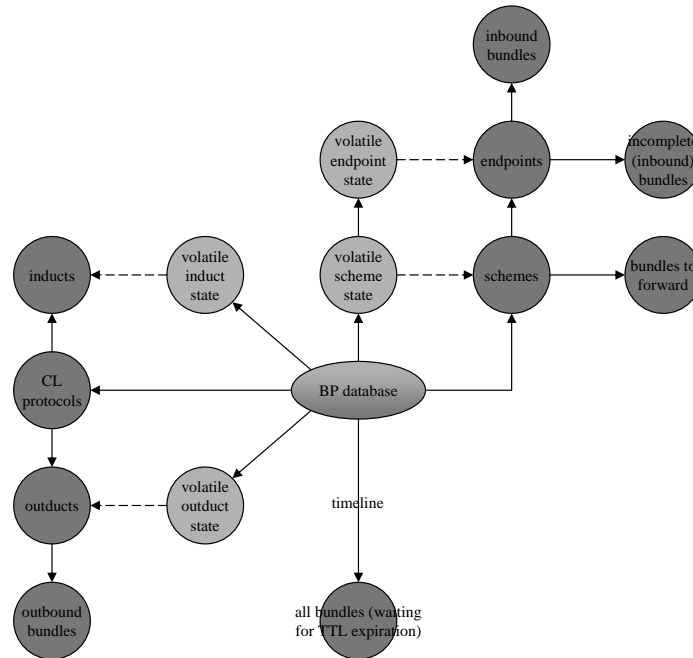 inbound
bundles
volatile
endpoint
state
endpoints
incomplete
(inbound)
bundles
inducts
volatile
induct
state
volatile
scheme
state
schemes
bundles to
forward
CL
protocols
BP database
outducts
volatile
outduct
state
timeline
outbound
bundles
all bundles (waiting
for TTL expiration)